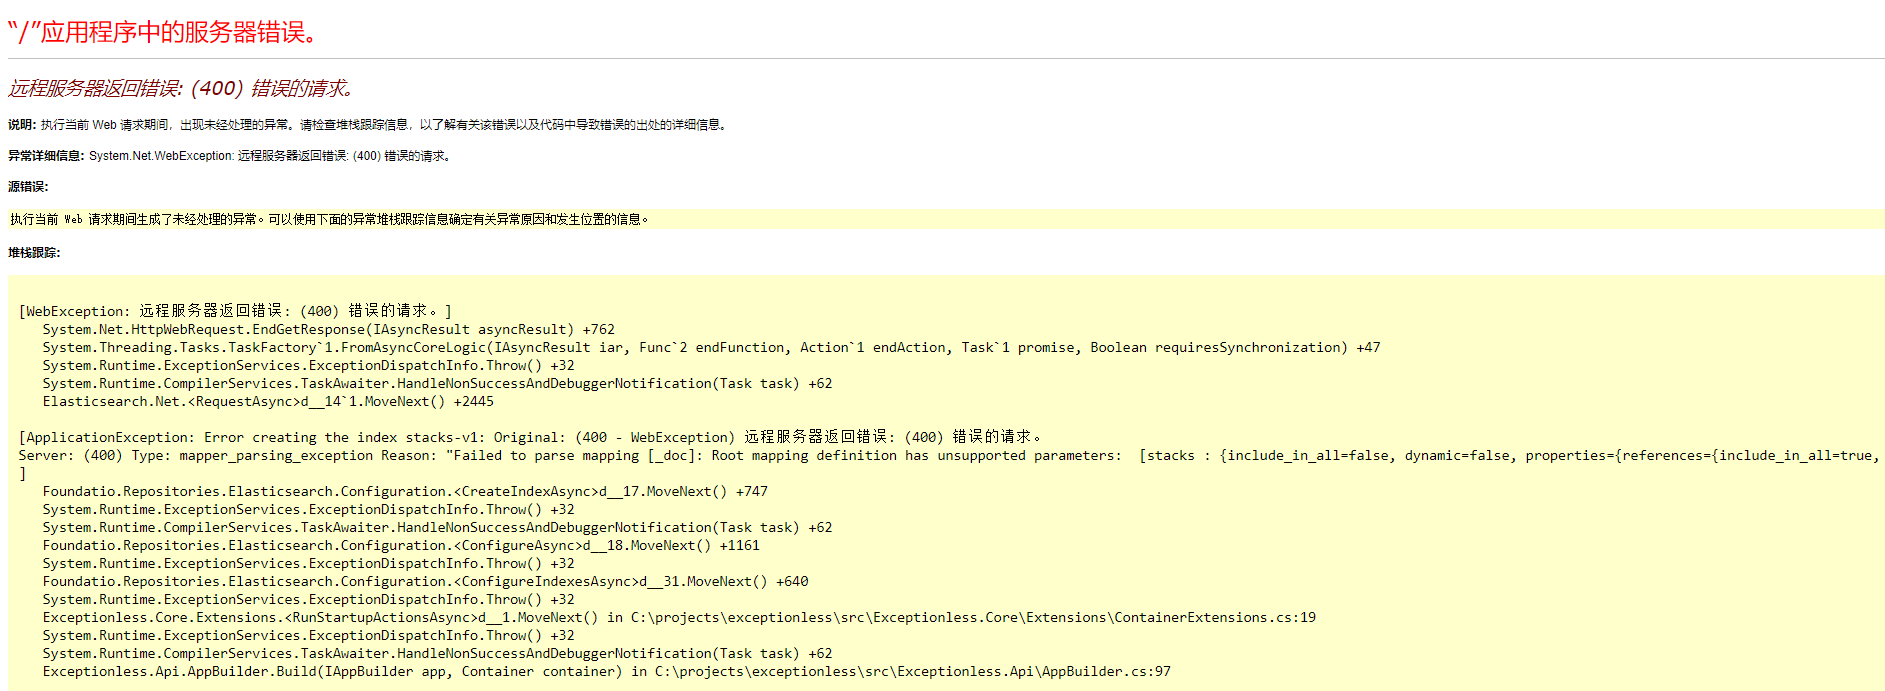 “/”应用程序中的服务器错误。
远程服务器返回错误: (400) 错误的请求。
说明: 执行当前 Web 请求期间，出现未经处理的异常。请检查堆栈跟踪信息，以了解有关该错误以及代码中导致错误的出处的详细信息。
异常详细信息: System.Net.WebException: 远程服务器返回错误: (400) 错误的请求。
源错误:
执行当前 Web 请求期间生成了未经处理的异常。可以使用下面的异常堆栈跟踪信息确定有关异常原因和发生位置的信息。
堆栈跟踪:
[WebException: 远程服务器返回错误: (400) 错误的请求。]
System.Net.HttpWebRequest.EndGetResponse(IAsyncResult asyncResult) +762
System.Threading.Tasks.TaskFactory`1.FromAsyncCoreLogic(IAsyncResult iar, Func`2 endFunction, Action`1 endAction, Task`1 promise, Boolean requiresSynchronization) +47
System.Runtime.ExceptionServices.ExceptionDispatchInfo.Throw() +32
System.Runtime.CompilerServices.TaskAwaiter.HandleNonSuccessAndDebuggerNotification(Task task) +62
Elasticsearch.Net.<RequestAsync>d__14`1.MoveNext() +2445
[ApplicationException: Error creating the index stacks-v1: Original: (400 - WebException) 远程服务器返回错误: (400) 错误的请求。
Server: (400) Type: mapper_parsing_exception Reason: "Failed to parse mapping [_doc]: Root mapping definition has unsupported parameters:  [stacks : {include_in_all=false, dynamic=false, properties={references={include_in_all=true,
]
Foundatio.Repositories.Elasticsearch.Configuration.<CreateIndexAsync>d__17.MoveNext() +747
System.Runtime.ExceptionServices.ExceptionDispatchInfo.Throw() +32
System.Runtime.CompilerServices.TaskAwaiter.HandleNonSuccessAndDebuggerNotification(Task task) +62
Foundatio.Repositories.Elasticsearch.Configuration.<ConfigureAsync>d__18.MoveNext() +1161
System.Runtime.ExceptionServices.ExceptionDispatchInfo.Throw() +32
Foundatio.Repositories.Elasticsearch.Configuration.<ConfigureIndexesAsync>d__31.MoveNext() +640
System.Runtime.ExceptionServices.ExceptionDispatchInfo.Throw() +32
Exceptionless.Core.Extensions.<RunStartupActionsAsync>d__1.MoveNext() in C:\projects\exceptionless\src\Exceptionless.Core\Extensions\ContainerExtensions.cs:19
System.Runtime.ExceptionServices.ExceptionDispatchInfo.Throw() +32
System.Runtime.CompilerServices.TaskAwaiter.HandleNonSuccessAndDebuggerNotification(Task task) +62
Exceptionless.Api.AppBuilder.Build(IAppBuilder app, Container container) in C:\projects\exceptionless\src\Exceptionless.Api\AppBuilder.cs:97